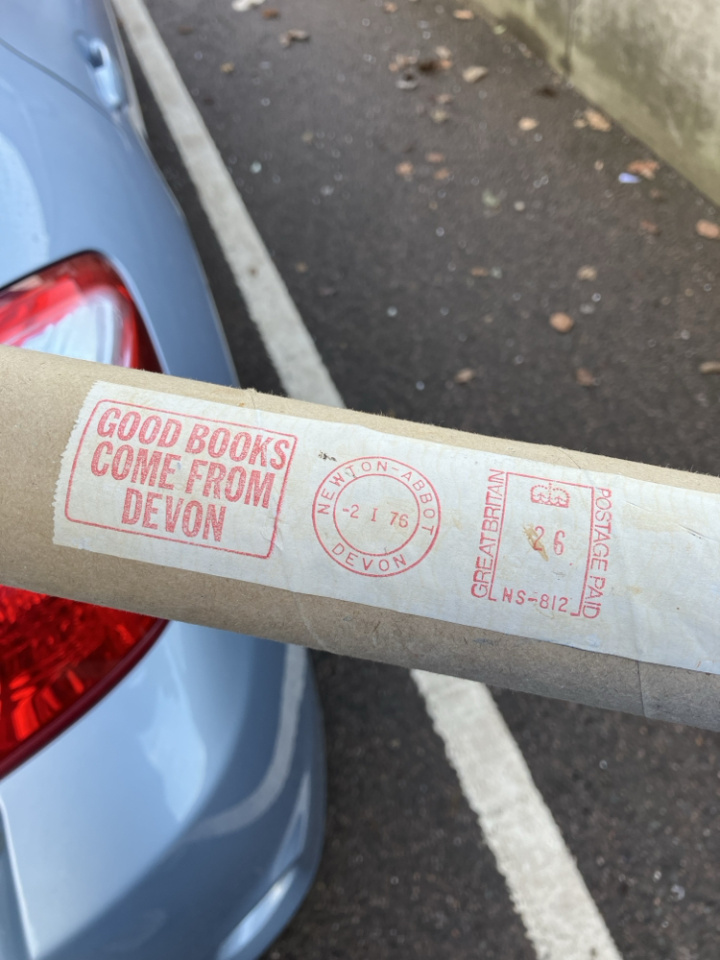 GOOD BOOKS
COME FROM
DEVON
NEWTON-ABBOT
-2 I 76
DEVON
GREAT BRITAIN
26
NS-812
POSTAGE PAID